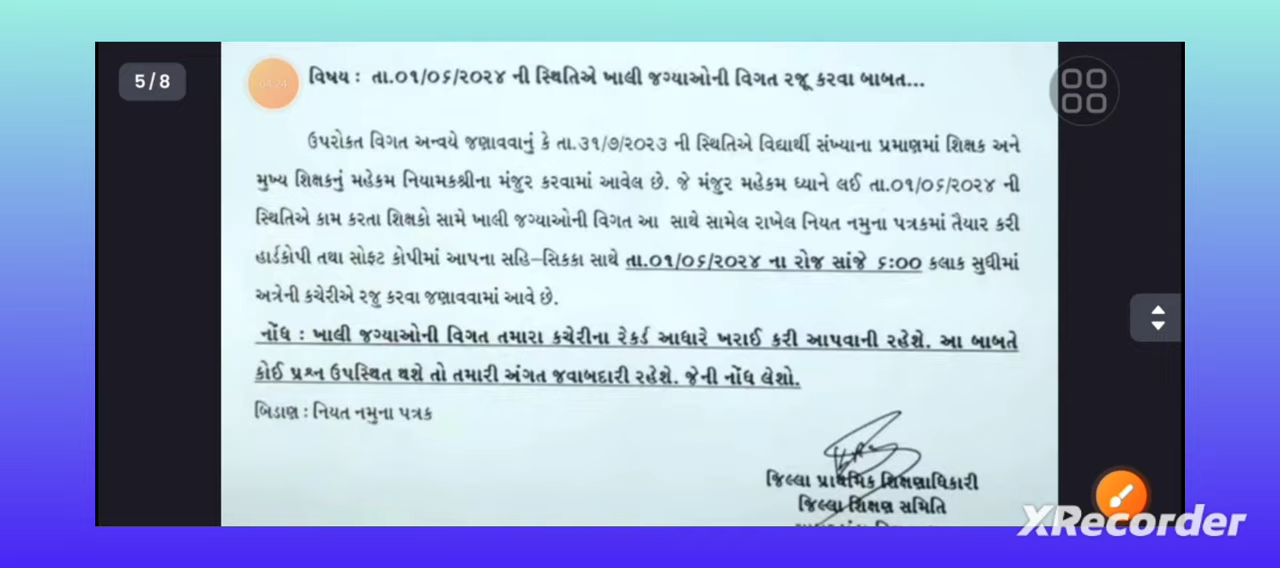 5/8
વિષય : તા.૦૧/૦૬/૨૦૨૪ ની સ્થિતિએ ખાલી જગ્યાઓની વિગત રજૂ કરવા બાબત...
ઉપરોકત વિગત અન્વયે જણાવવાનું કે તા.૩૧/૭/૨૦૨૩ ની સ્થિતિએ વિદ્યાર્થી સંખ્યાના પ્રમાણમાં શિક્ષક અને
મુખ્ય શિક્ષકનું મહેકમ નિયામકશ્રીના મંજુર કરવામાં આવેલ છે. જે મંજુર મહેકમ ધ્યાને લઈ તા.૦૧/૦૬/૨૦૨૪ ની
સ્થિતિએ કામ કરતા શિક્ષકો સામે ખાલી જગ્યાઓની વિગત આ સાથે સામેલ રાખેલ નિયત નમુના પત્રકમાં તૈયાર કરી
હાર્ડકોપી તથા સોફટ કોપીમાં આપના સહિ–સિકકા સાથે તા.૦૧/૦૬/૨૦૨૪ ના રોજ સાંજે ૬:૦૦ કલાક સુધીમાં
અત્રેની કચેરીએ રજુ કરવા જણાવવામાં આવે છે.
નોંધ : ખાલી જગ્યાઓની વિગત તમારા કચેરીના રેકર્ડ આધારે ખરાઈ કરી આપવાની રહેશે. આ બાબતે
કોઈ પ્રશ્ન ઉપસ્થિત થશે તો તમારી અંગત જવાબદારી રહેશે. જેની નોંધ લેશો.
બિડાણ : નિયત નમુના પત્રક
જિલ્લા પ્રાથમિક શિક્ષણાધિકારી
જિલ્લા શિક્ષણ સમિતિ
XRecorder